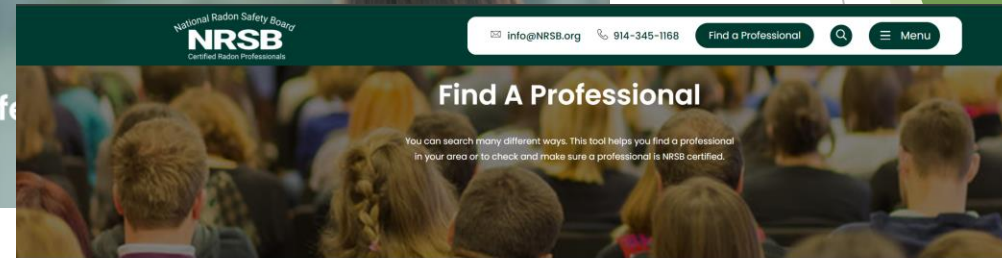 National Radon Safety Board
NRSB
Certified Radon Professionals
info@NRSB.org 914-345-1168 Find a Professional Menu
Find A Professional
You can search many different ways. This tool helps you find a professional
in your area or to check and make sure a professional is NRSB certified.